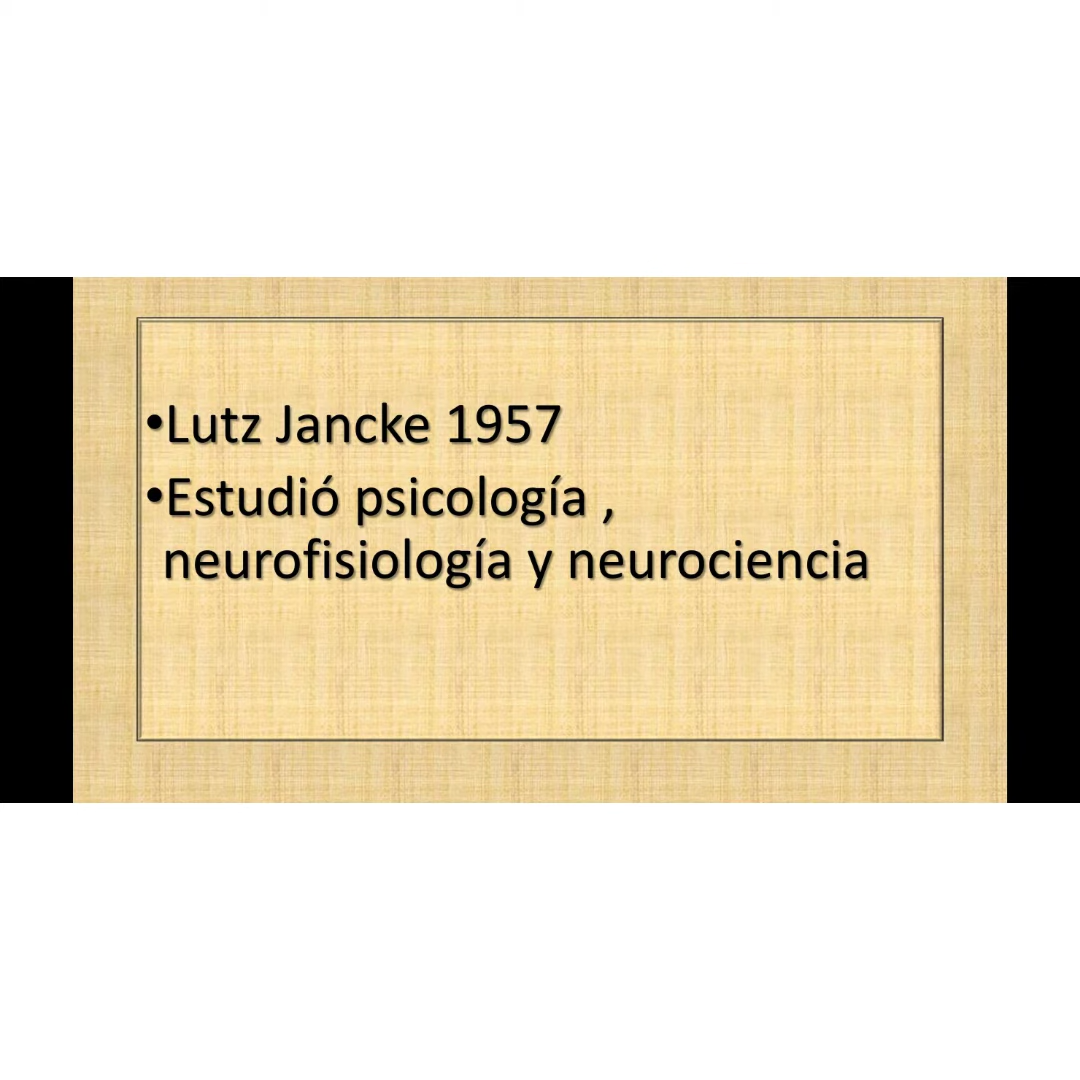 •Lutz Jancke 1957
•Estudió psicología ,
neurofisiología y neurociencia